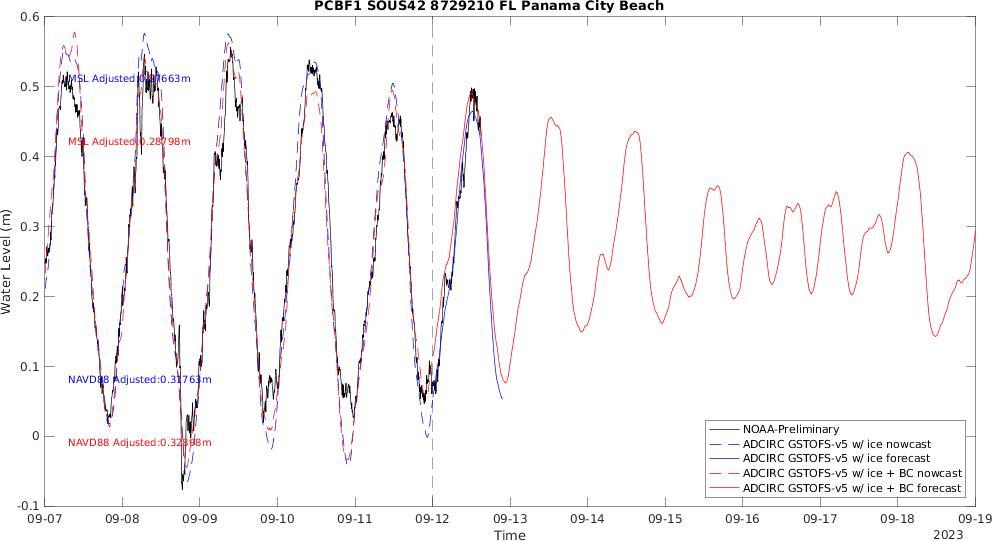 PCBF1 SOUS42 8729210 FL Panama City Beach
Water Level (m)
0.6
0.5
0.4
0.3
0.2
0.1
0
-0.1
MSL Adjusted:0.28798m
NAVD88 Adjusted:0.31763m
NAVD88 Adjusted:0.32898m
NOAA-Preliminary
ADCIRC GSTOFS-v5 w/ ice nowcast
ADCIRC GSTOFS-v5 w/ ice forecast
ADCIRC GSTOFS-v5 w/ ice + BC nowcast
ADCIRC GSTOFS-v5 w/ ice + BC forecast
09-07 09-08 09-09 09-10 09-11 09-12 09-13 09-14 09-15 09-16 09-17 09-18 09-19
Time
2023
MSL Adjusted